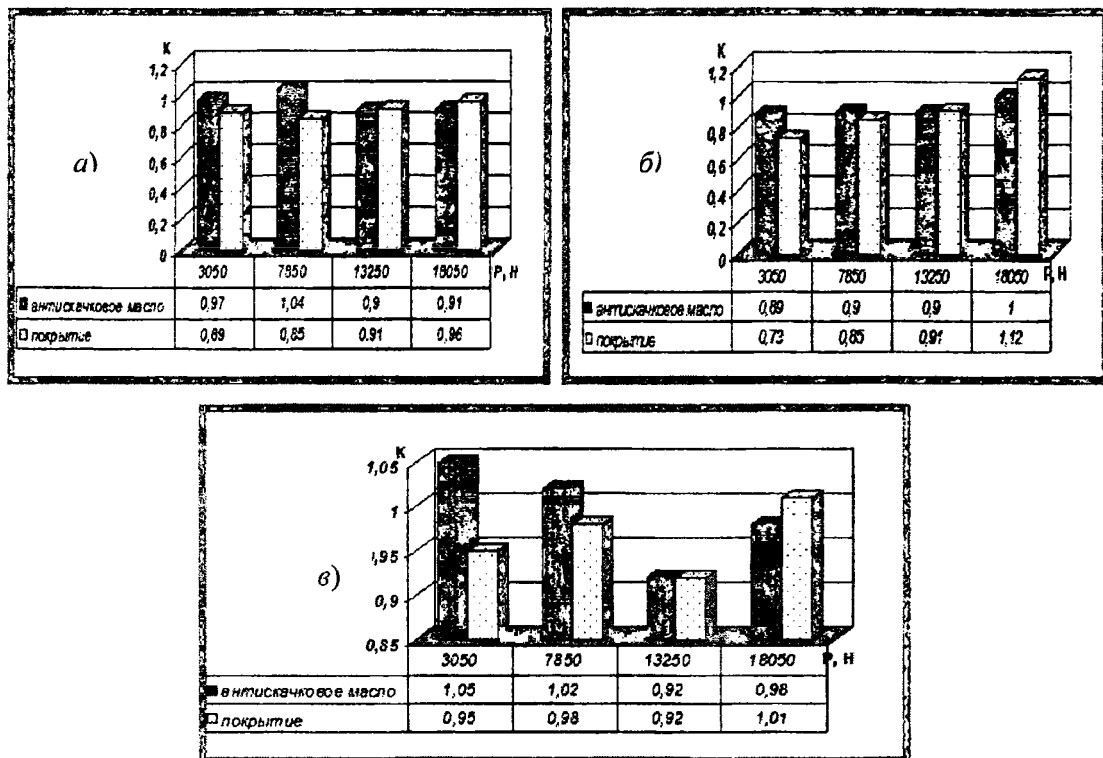 К
1,2
1
0,8
0,6
0,4
0,2
0
а)
3050 7850 13250 18050 Р, Н
антискачковое масло 0,97 1,04 0,9 0,91
покрытие 0,89 0,85 0,91 0,96
К
1,2
1
0,8
0,6
0,4
0,2
0
б)
3050 7850 13250 18050 Р, Н
антискачковое масло 0,89 0,9 0,9 1
покрытие 0,73 0,85 0,91 1,12
К
1,05
1
0,95
0,9
0,85
в)
3050 7850 13250 18050 Р, Н
антискачковое масло 1,05 1,02 0,92 0,98
покрытие 0,95 0,98 0,92 1,01